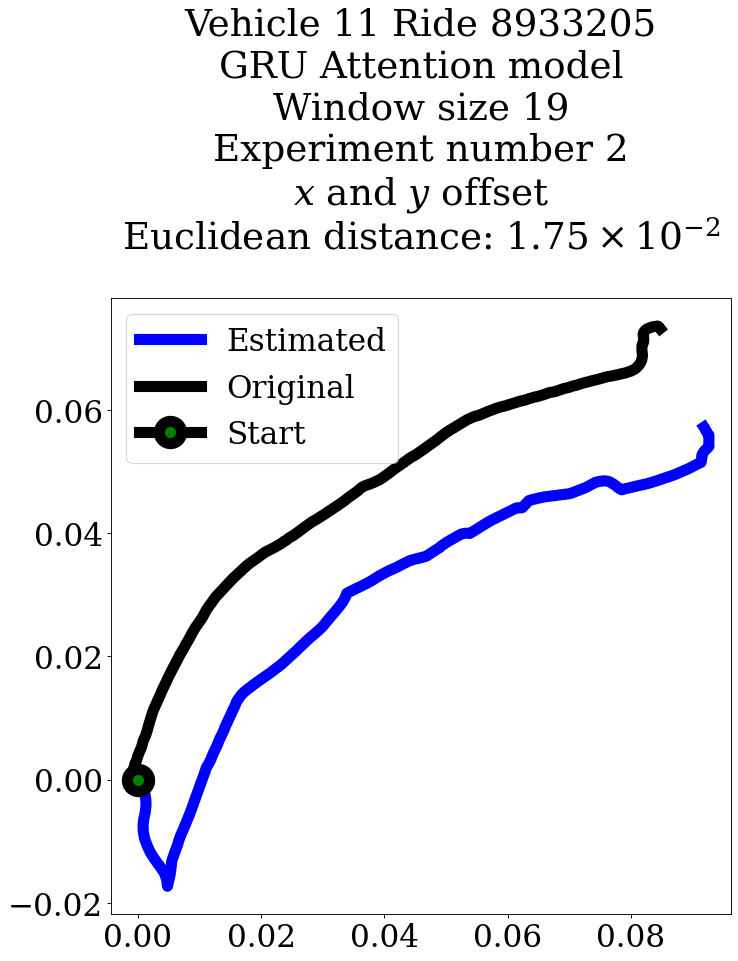 Vehicle 11 Ride 8933205
GRU Attention model
Window size 19
Experiment number 2
x and y offset
Euclidean distance: 1.75 × 10⁻²
Estimated
Original
Start
0.06
0.04
0.02
0.00
−0.02
0.00 0.02 0.04 0.06 0.08